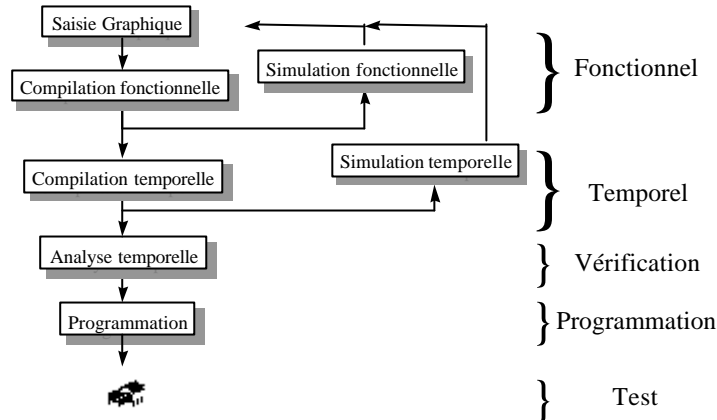 Saisie Graphique
Compilation fonctionnelle
Simulation fonctionnelle
Fonctionnel
Compilation temporelle
Simulation temporelle
Temporel
Analyse temporelle
Vérification
Programmation
Programmation
Test